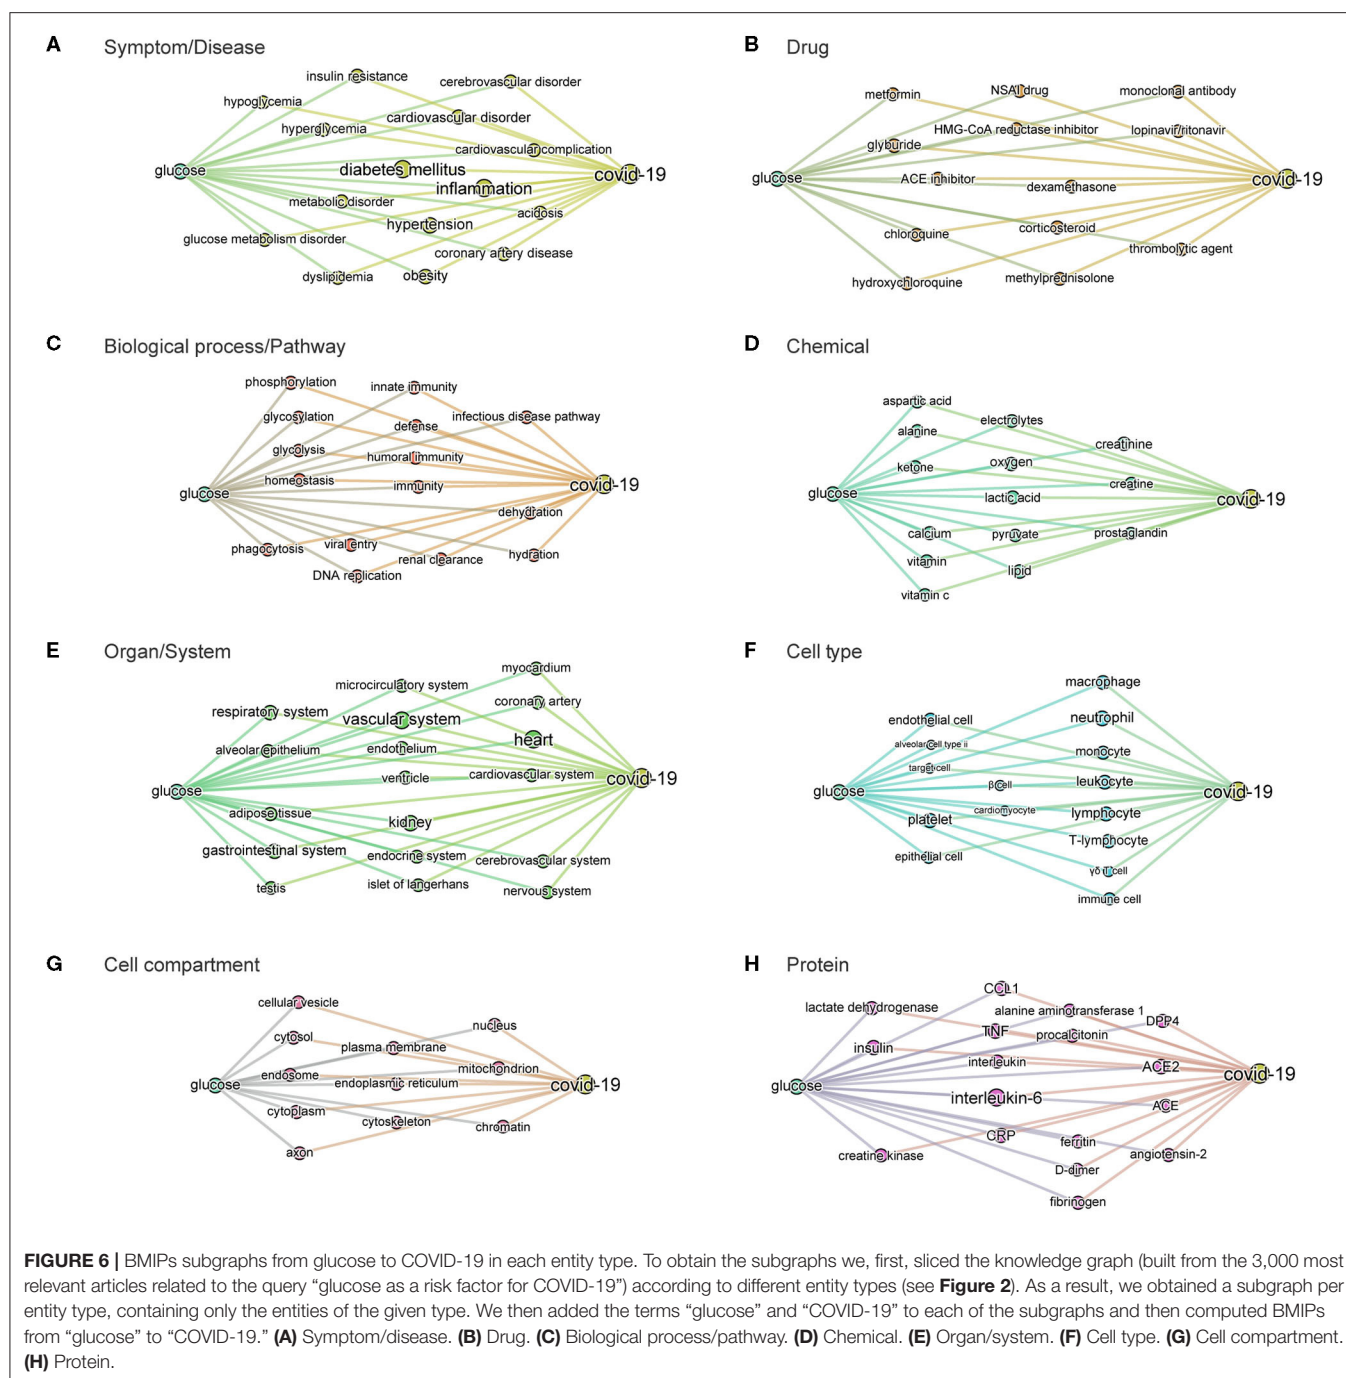 A Symptom/Disease
insulin resistance
cerebrovascular disorder
hypoglycemia
cardiovascular disorder
hyperglycemia
cardiovascular complication
glucose
diabetes mellitus
covid-19
inflammation
metabolic disorder
acidosis
hypertension
glucose metabolism disorder
coronary artery disease
dyslipidemia
obesity
B Drug
metformin
NSAI drug
monoclonal antibody
HMG-CoA reductase inhibitor
lopinavir/ritonavir
glyburide
glucose
ACE inhibitor
dexamethasone
covid-19
chloroquine
corticosteroid
thrombolytic agent
hydroxychloroquine
methylprednisolone
C Biological process/Pathway
phosphorylation
innate immunity
glycosylation
infectious disease pathway
defense
glycolysis
humoral immunity
homeostasis
immunity
glucose
covid-19
dehydration
phagocytosis
viral entry
renal clearance
hydration
DNA replication
D Chemical
aspartic acid
electrolytes
alanine
creatinine
ketone
oxygen
creatine
glucose
lactic acid
covid-19
calcium
pyruvate
prostaglandin
vitamin
lipid
vitamin c
E Organ/System
myocardium
microcirculatory system
coronary artery
respiratory system
vascular system
heart
alveolar epithelium
endothelium
ventricle
cardiovascular system
covid-19
glucose
adipose tissue
kidney
gastrointestinal system
endocrine system
cerebrovascular system
testis
islet of langerhans
nervous system
F Cell type
macrophage
endothelial cell
neutrophil
alveolar cell type ii
monocyte
target cell
β cell
leukocyte
glucose
covid-19
cardiomyocyte
platelet
lymphocyte
T-lymphocyte
epithelial cell
γδ T cell
immune cell
G Cell compartment
cellular vesicle
nucleus
cytosol
plasma membrane
mitochondrion
endosome
endoplasmic reticulum
glucose
covid-19
cytoplasm
cytoskeleton
chromatin
axon
H Protein
CCL1
lactate dehydrogenase
alanine aminotransferase 1
DPP4
TNF
procalcitonin
insulin
interleukin
ACE2
covid-19
glucose
interleukin-6
ACE
CRP
ferritin
creatine kinase
angiotensin-2
D-dimer
fibrinogen
FIGURE 6 | BMIPs subgraphs from glucose to COVID-19 in each entity type. To obtain the subgraphs we, first, sliced the knowledge graph (built from the 3,000 most
relevant articles related to the query “glucose as a risk factor for COVID-19”) according to different entity types (see Figure 2). As a result, we obtained a subgraph per
entity type, containing only the entities of the given type. We then added the terms “glucose” and “COVID-19” to each of the subgraphs and then computed BMIPs
from “glucose” to “COVID-19.” (A) Symptom/disease. (B) Drug. (C) Biological process/pathway. (D) Chemical. (E) Organ/system. (F) Cell type. (G) Cell compartment.
(H) Protein.